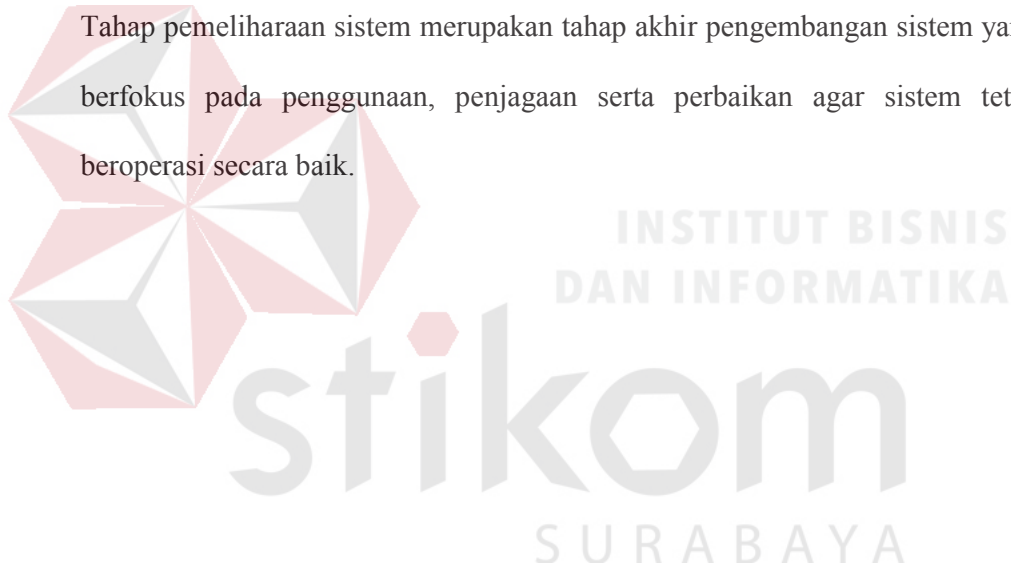 Tahap pemeliharaan sistem merupakan tahap akhir pengembangan sistem ya
berfokus pada penggunaan, penjagaan serta perbaikan agar sistem tet
beroperasi secara baik.
INSTITUT BISNIS
DAN INFORMATIKA
stikom
SURABAYA